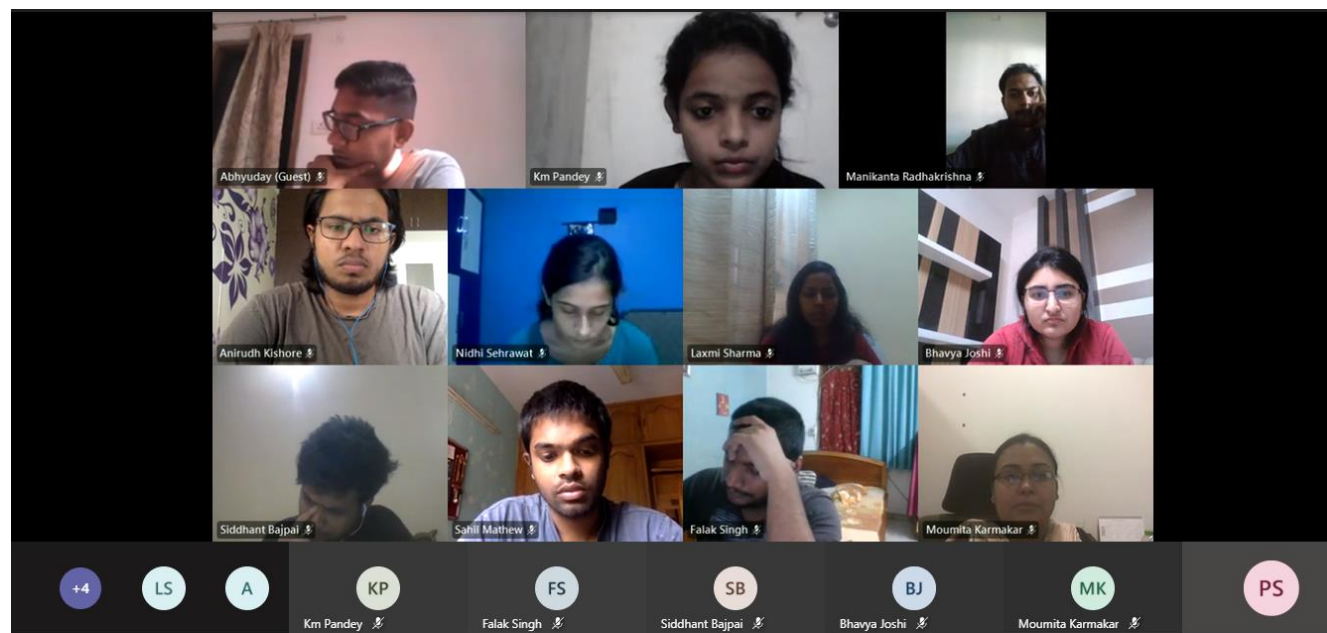 Abhyuday (Guest)
Km Pandey
Manikanta Radhakrishna
Anirudh Kishore
Nidhi Sehrawat
Laxmi Sharma
Bhavya Joshi
Siddhant Bajpai
Sahil Mathew
Falak Singh
Moumita Karmakar
+4
LS
A
KP
FS
SB
BJ
MK
PS
Km Pandey
Falak Singh
Siddhant Bajpai
Bhavya Joshi
Moumita Karmakar